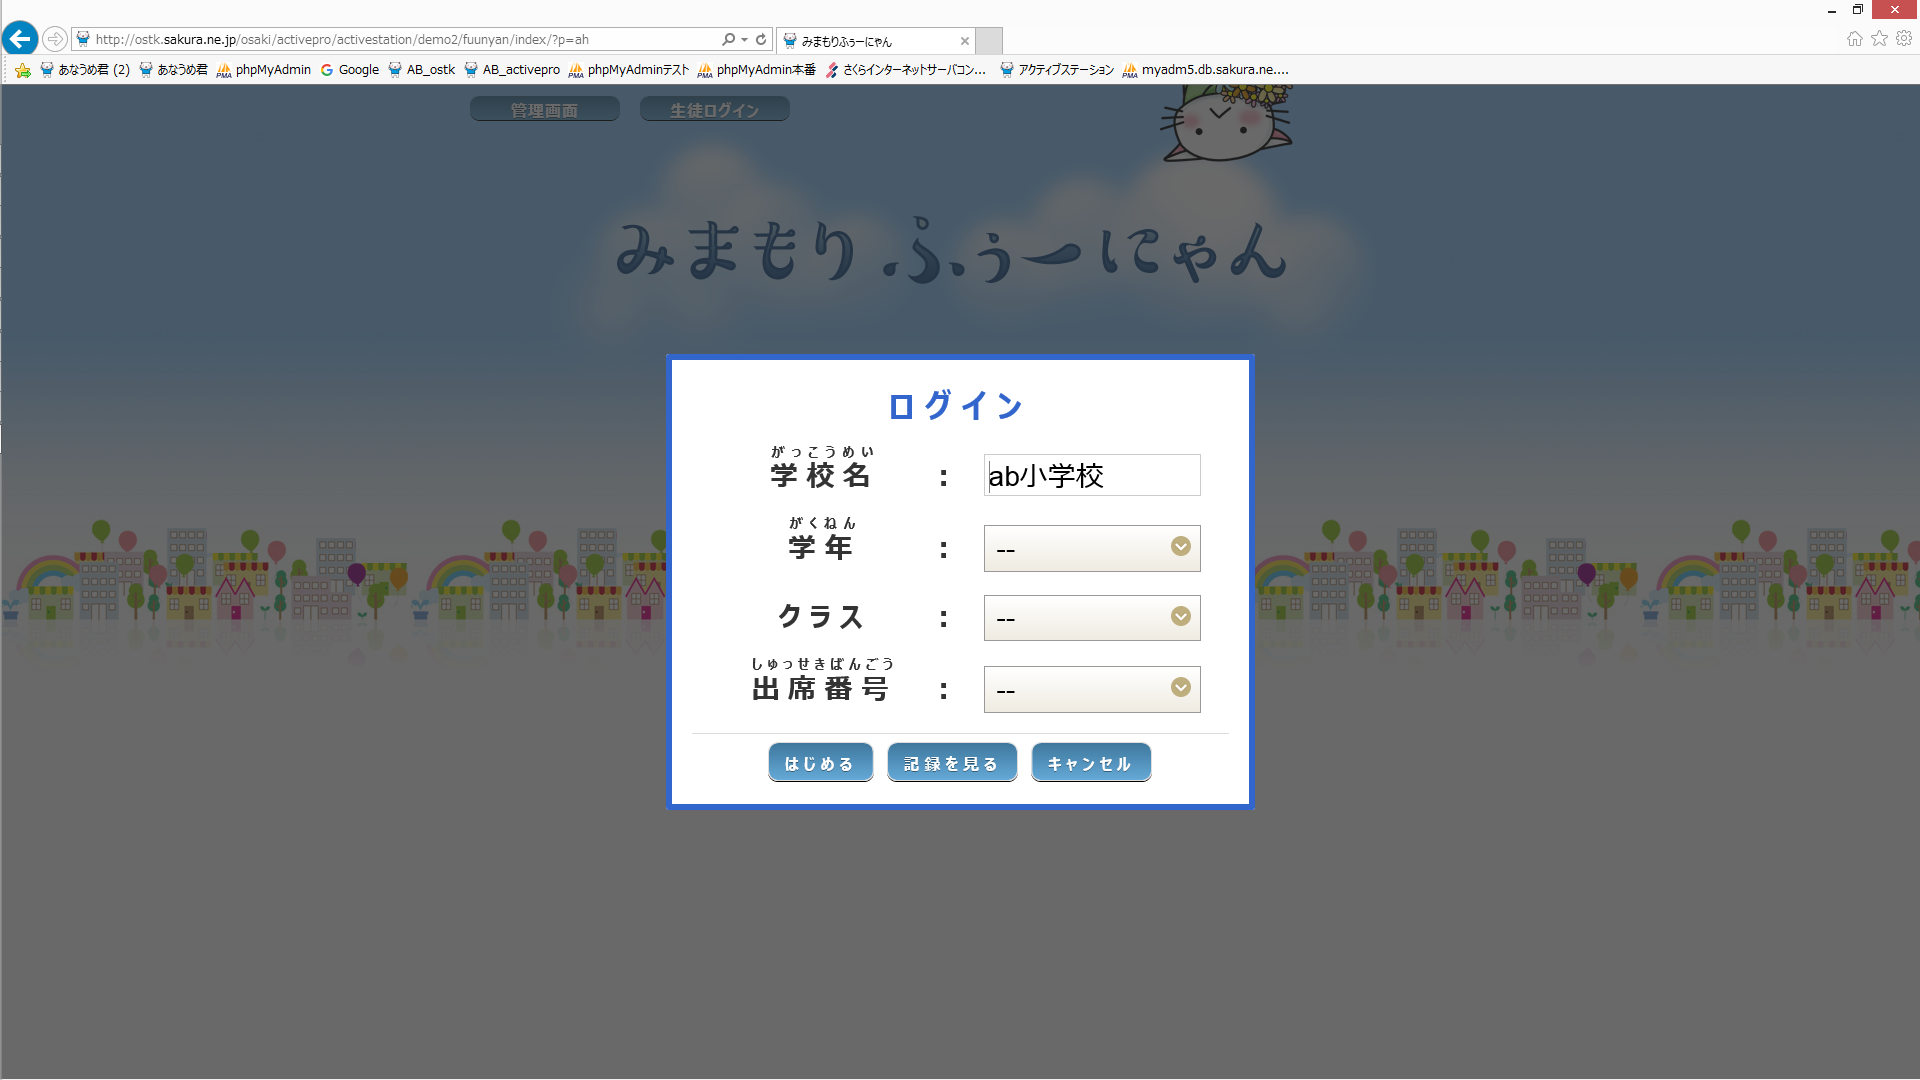 http://ostk.sakura.ne.jp/osaki/activepro/activestation/demo2/fuunyan/index/?p=ah
みまもりふぅーにゃん
あなうめ君 (2)
あなうめ君
phpMyAdmin
Google
AB_ostk
AB_activepro
phpMyAdminテスト
phpMyAdmin本番
さくらインターネットサーバコン...
アクティブステーション
myadm5.db.sakura.ne....
管理画面
生徒ログイン
みまもりふぅーにゃん
ログイン
がっこうめい
学校名 : ab小学校
がくねん
学年 : --
クラス : --
しゅっせきばんごう
出席番号 : --
はじめる
記録を見る
キャンセル